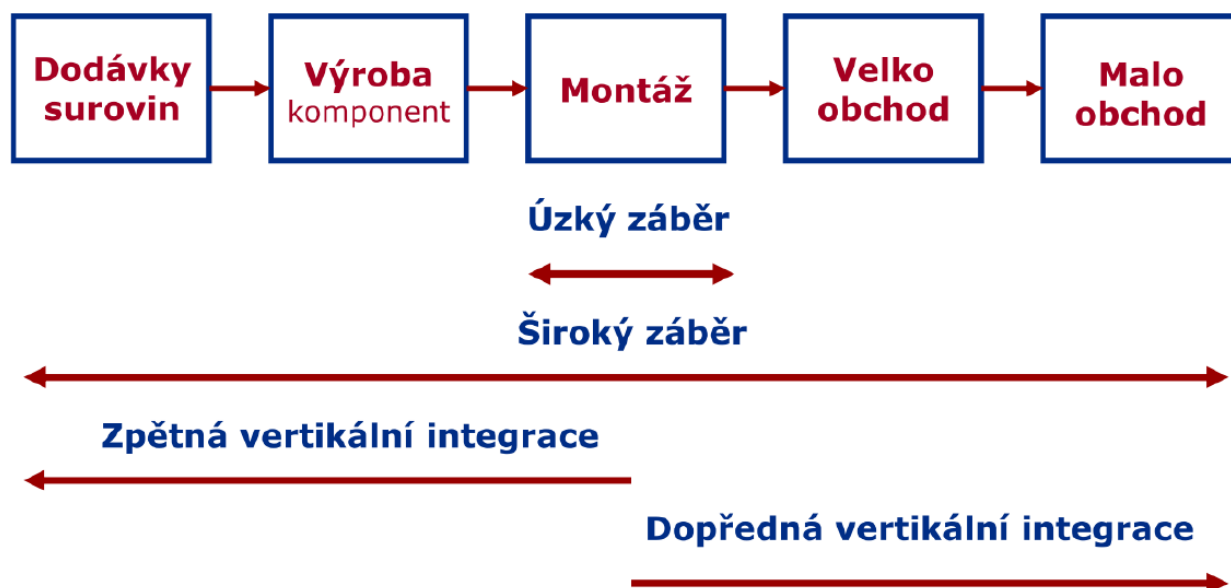 Dodávky
surovin
Výroba
komponent
Montáž
Velko
obchod
Malo
obchod
Úzký záběr
Široký záběr
Zpětná vertikální integrace
Dopředná vertikální integrace